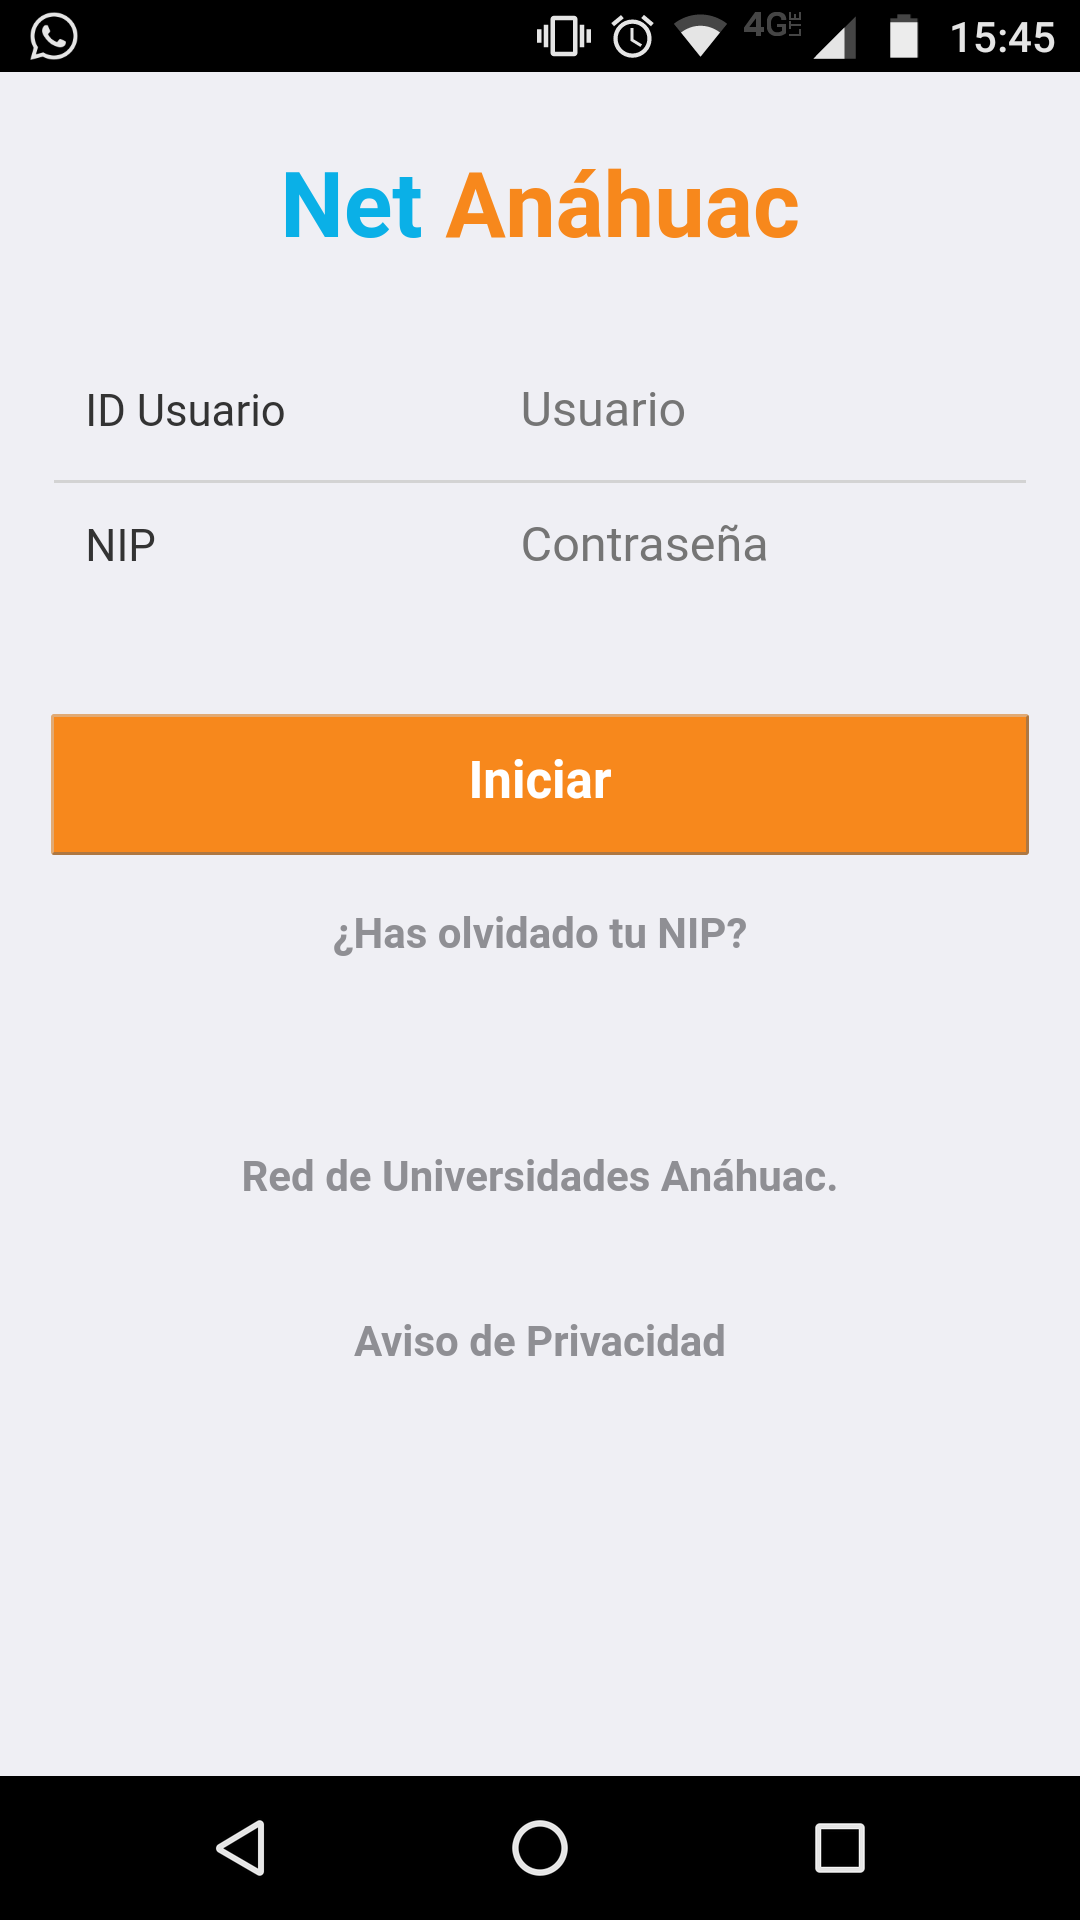 4G LTE 15:45
Net Anáhuac
ID Usuario Usuario
NIP Contraseña
Iniciar
¿Has olvidado tu NIP?
Red de Universidades Anáhuac.
Aviso de Privacidad